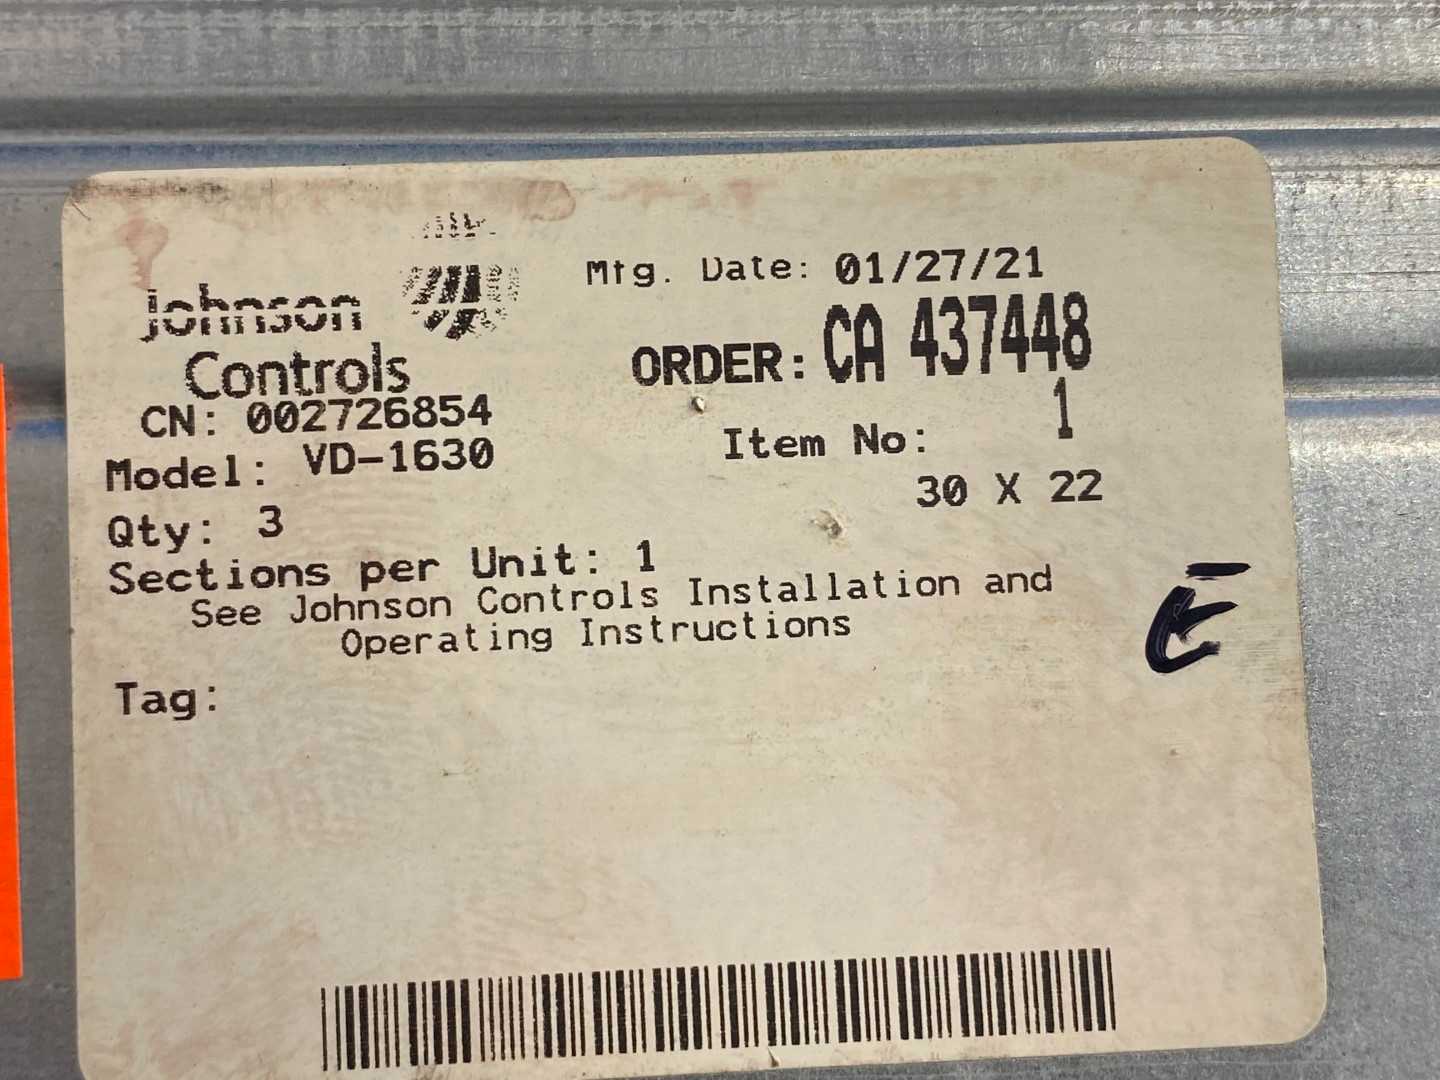 Johnson
Controls
Mfg. Date: 01/27/21
ORDER: CA 437448
CN: 002726854
Item No: 1
Model: VD-1630
30 X 22
Qty: 3
Sections per Unit: 1
See Johnson Controls Installation and
Operating Instructions
E
Tag: